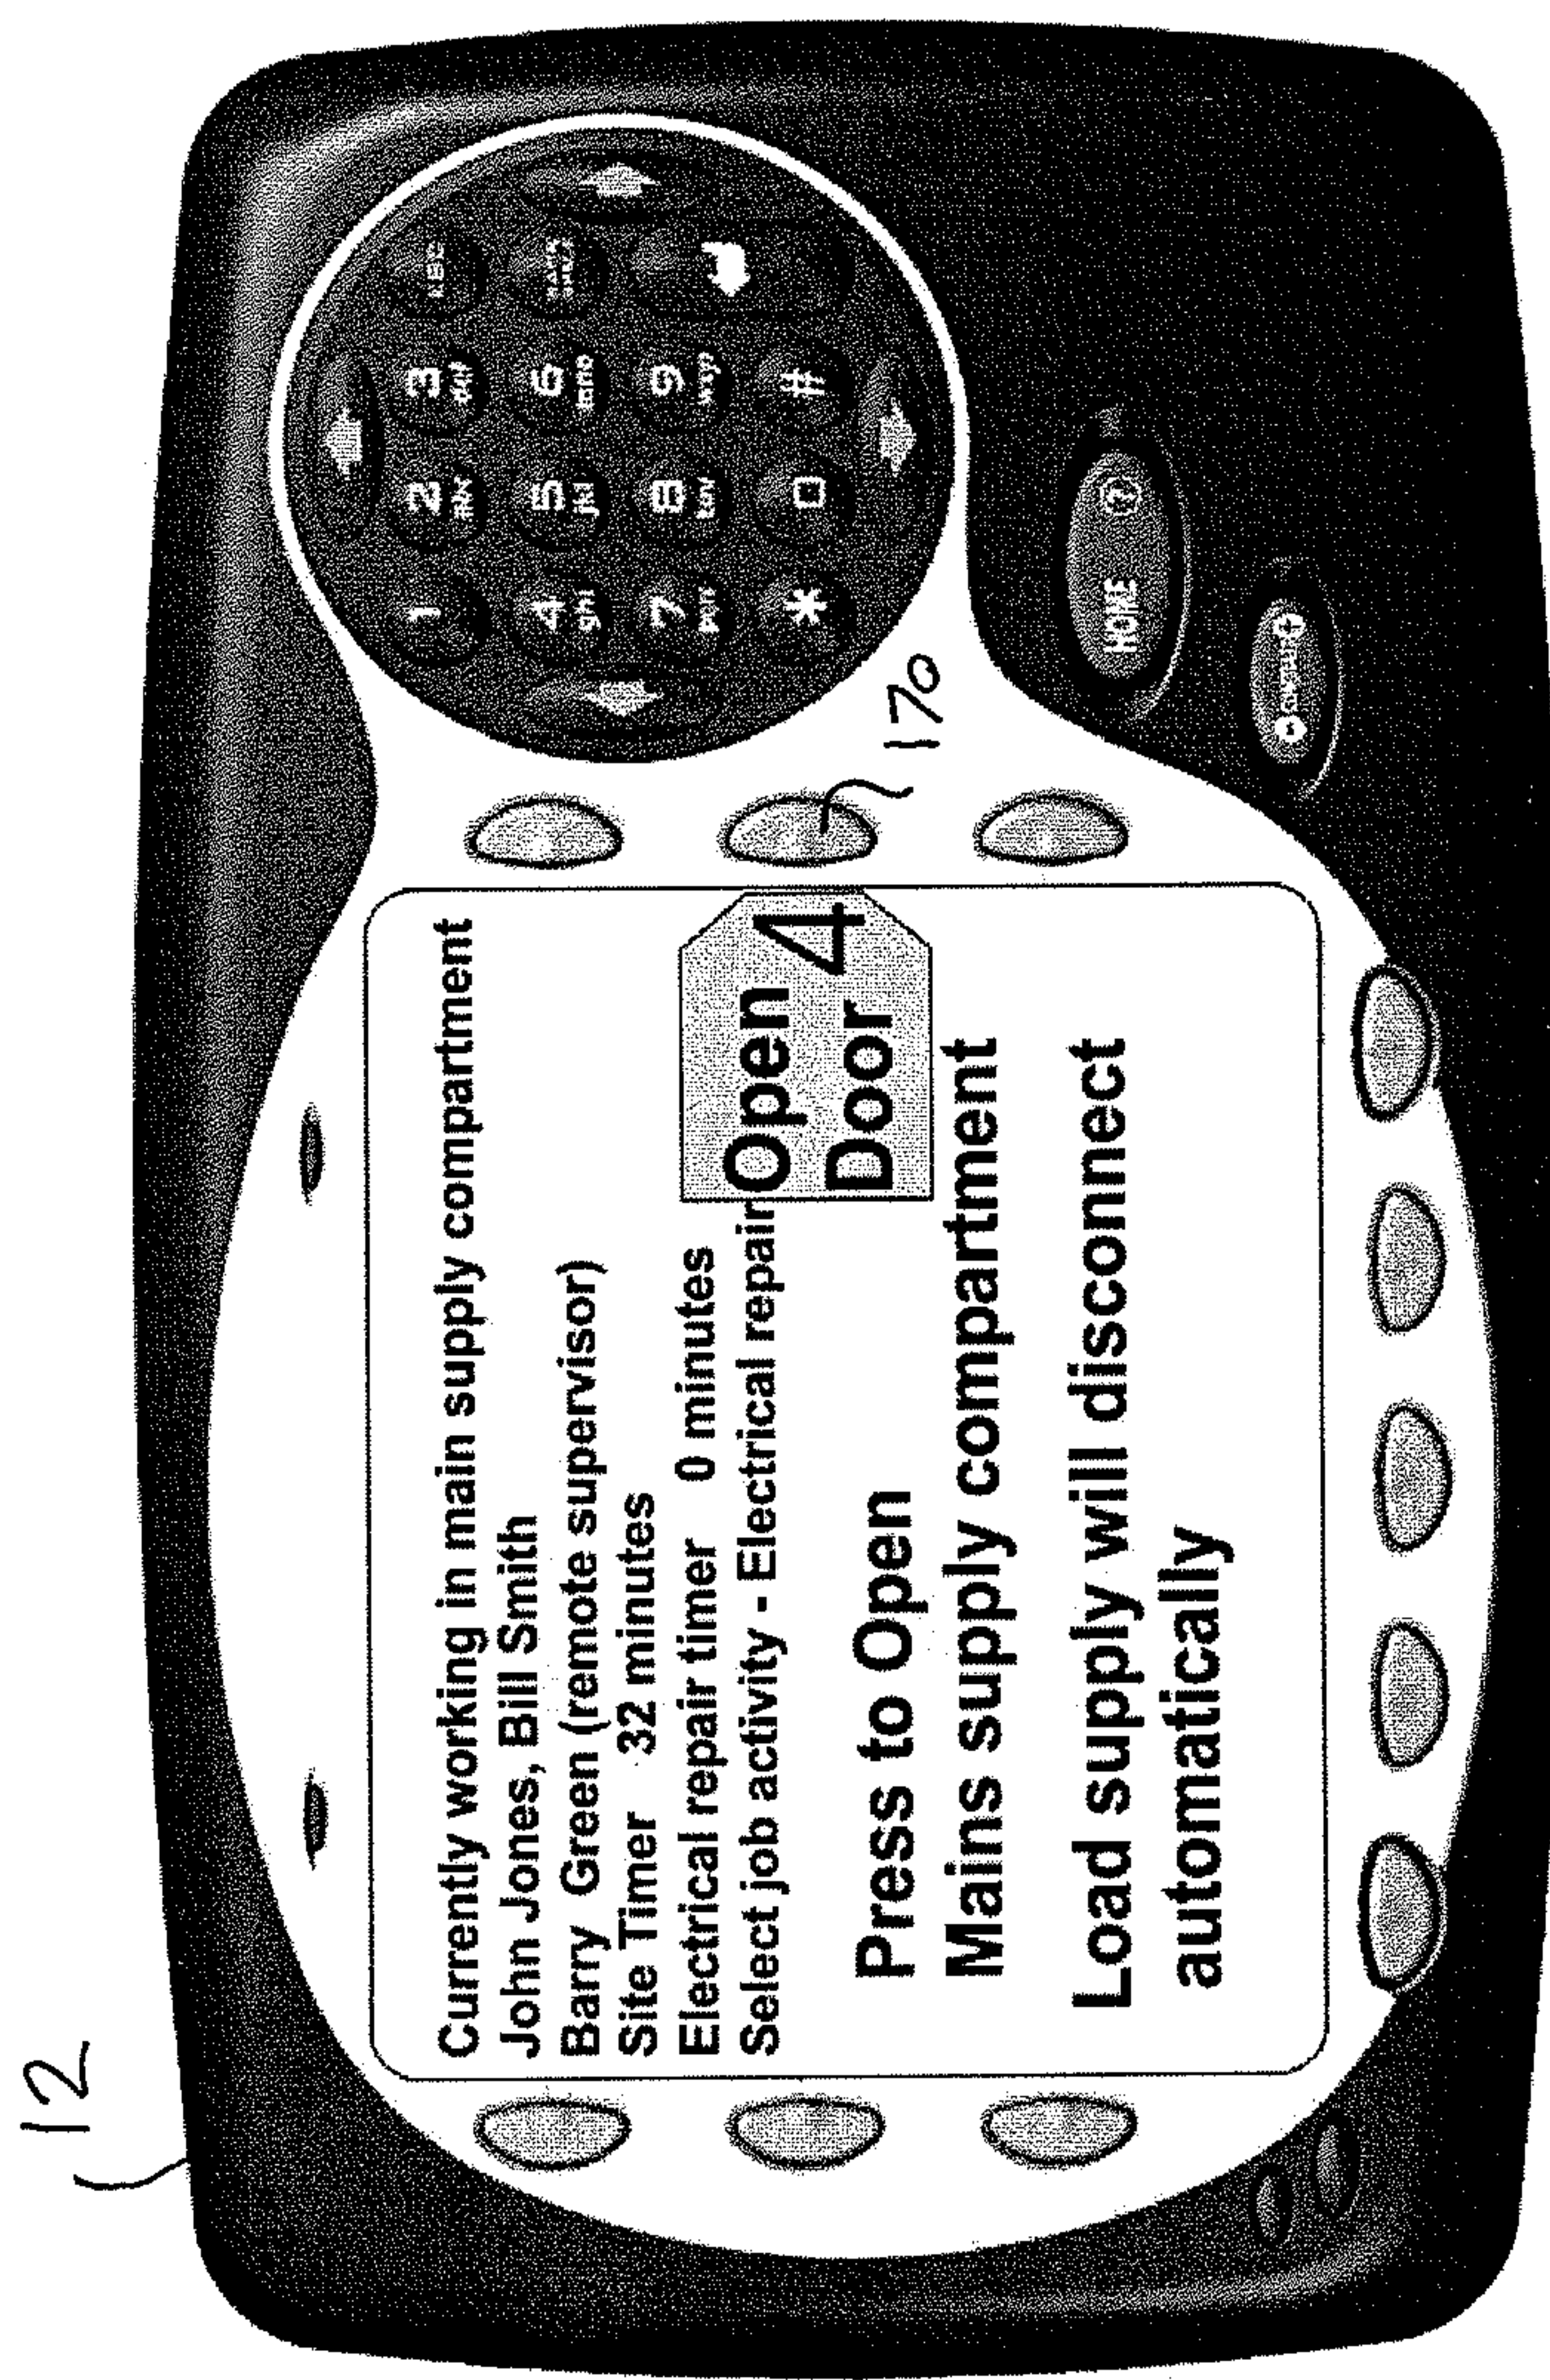 12
Currently working in main supply compartment
John Jones, Bill Smith
Barry Green (remote supervisor)
Site Timer 32 minutes
Electrical repair timer 0 minutes
Select job activity - Electrical repair
Open
Door 4
Press to Open
Mains supply compartment
Load supply will disconnect
automatically
170
1 2 3
def
4 5 6
ghi jkl mno
7 8 9
* 0 #
HOME ?